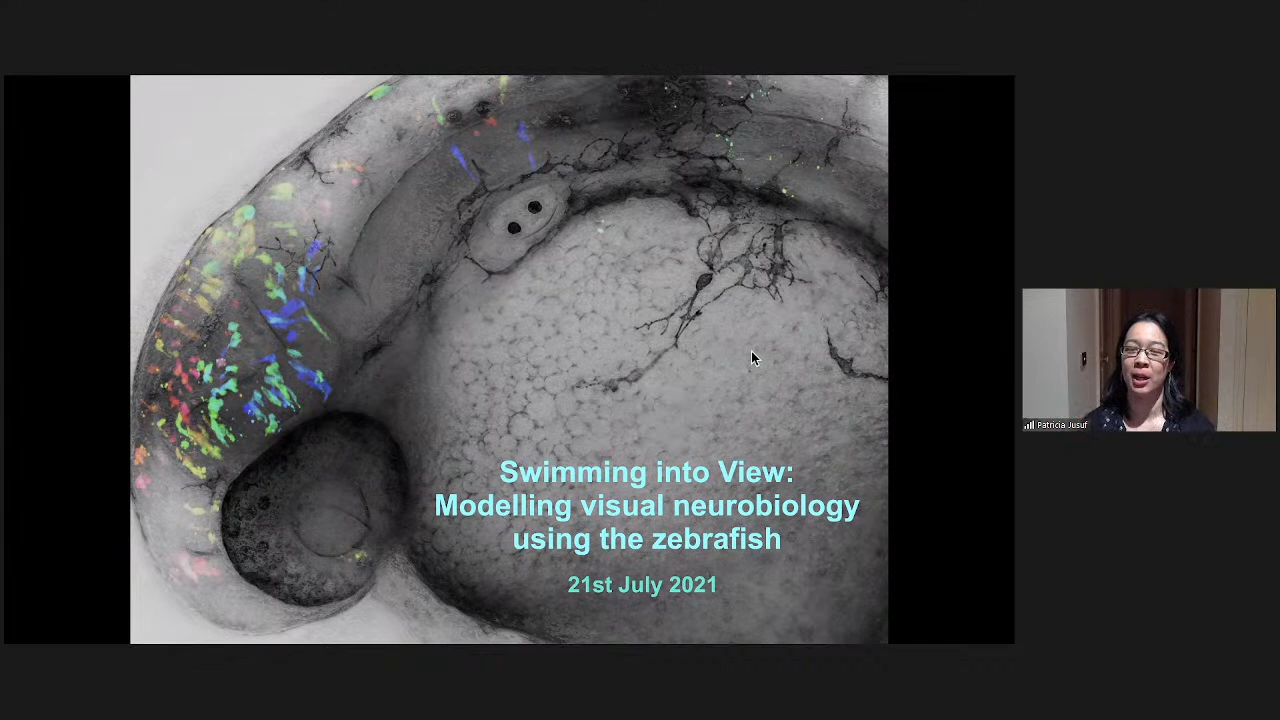 Swimming into View:
Modelling visual neurobiology
using the zebrafish
21st July 2021
Patricia Jusuf